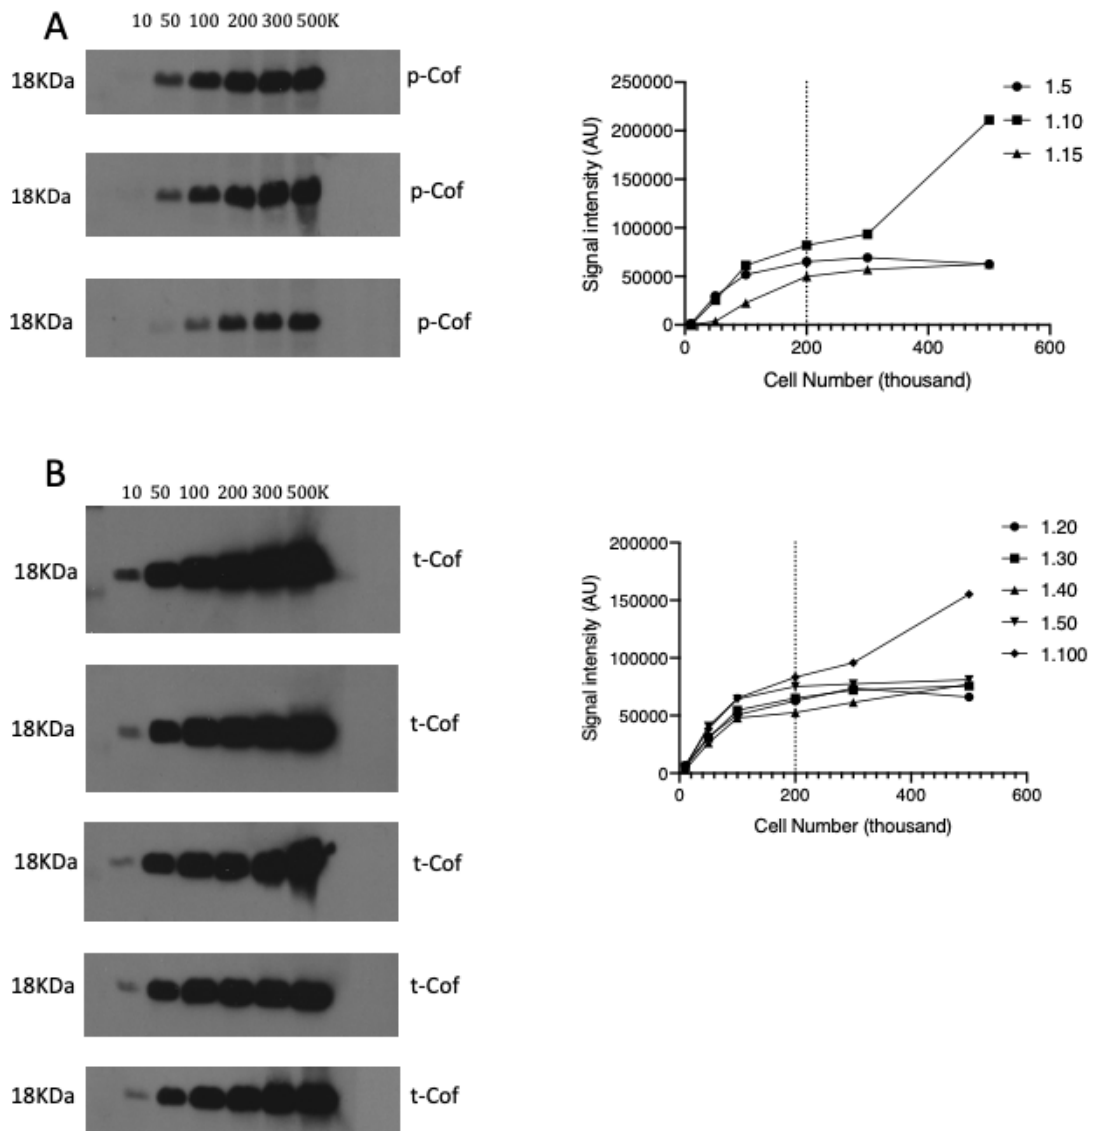 A
10 50 100 200 300 500K
18KDa p-Cof
18KDa p-Cof
18KDa p-Cof
250000
200000
150000
100000
50000
0
Signal intensity (AU)
0 200 400 600
Cell Number (thousand)
1.5
1.10
1.15
B
10 50 100 200 300 500K
18KDa t-Cof
18KDa t-Cof
18KDa t-Cof
18KDa t-Cof
18KDa t-Cof
200000
150000
100000
50000
0
Signal intensity (AU)
0 200 400 600
Cell Number (thousand)
1.20
1.30
1.40
1.50
1.100